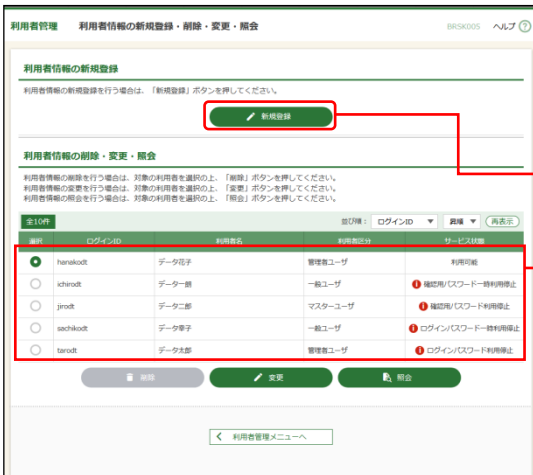 利用者管理 利用者情報の新規登録・削除・変更・照会 BRSK005 ヘルプ ?
利用者情報の新規登録
利用者情報の新規登録を行う場合は、「新規登録」ボタンを押してください。
新規登録
利用者情報の削除・変更・照会
利用者情報の削除を行う場合は、対象の利用者を選択の上、「削除」ボタンを押してください。
利用者情報の変更を行う場合は、対象の利用者を選択の上、「変更」ボタンを押してください。
利用者情報の照会を行う場合は、対象の利用者を選択の上、「照会」ボタンを押してください。
全10件 並び順: ログインID ▼ 昇順 ▼ 再表示
選択 ログインID 利用者名 利用者区分 サービス状態
hanakodt データ花子 管理者ユーザ 利用可能
ichirodt データ一朗 一般ユーザ 確認用パスワード一時利用停止
jirodt データ二郎 マスターユーザ 確認用パスワード利用停止
sachikodt データ幸子 一般ユーザ ログインパスワード一時利用停止
tarodt データ太郎 管理者ユーザ ログインパスワード利用停止
削除 変更 照会
利用者管理メニューへ